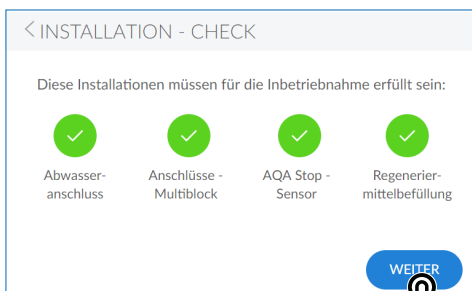 INSTALLATION - CHECK
Diese Installationen müssen für die Inbetriebnahme erfüllt sein:
Abwasser-
anschluss
Anschlüsse -
Multiblock
AQA Stop -
Sensor
Regenerier-
mittelbefüllung
WEITER